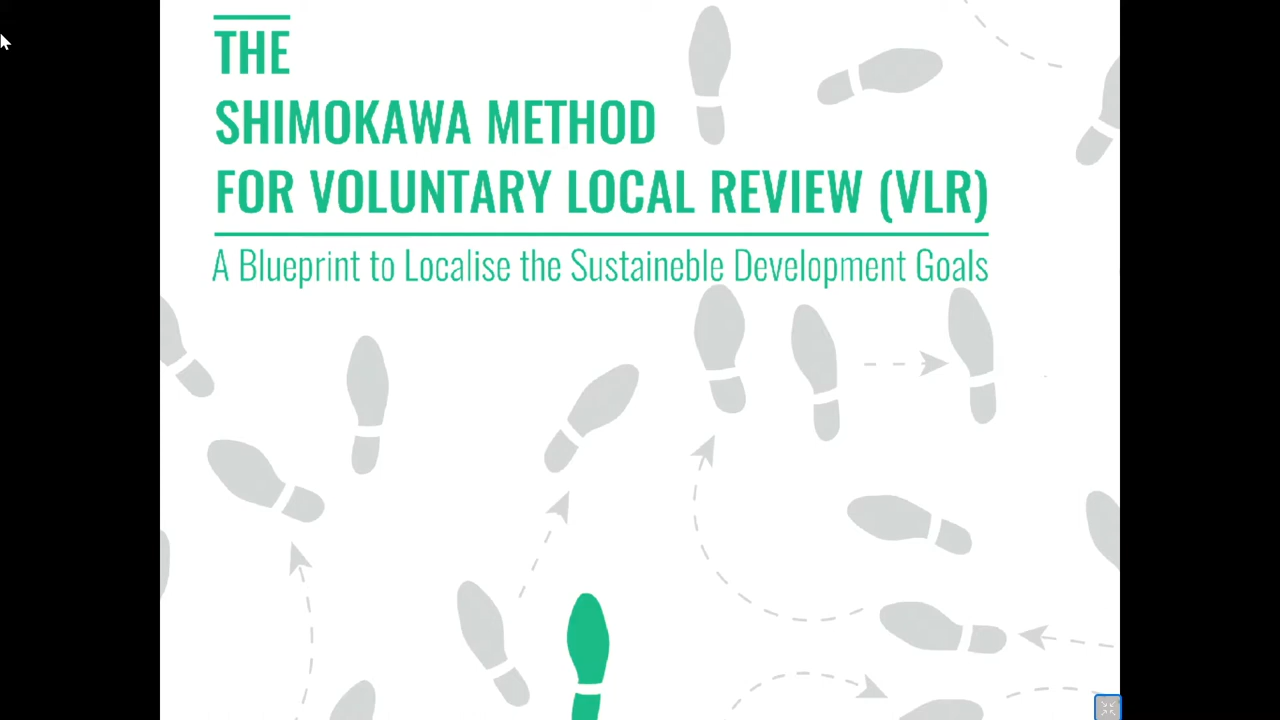 THE
SHIMOKAWA METHOD
FOR VOLUNTARY LOCAL REVIEW (VLR)
A Blueprint to Localise the Sustaineble Development Goals